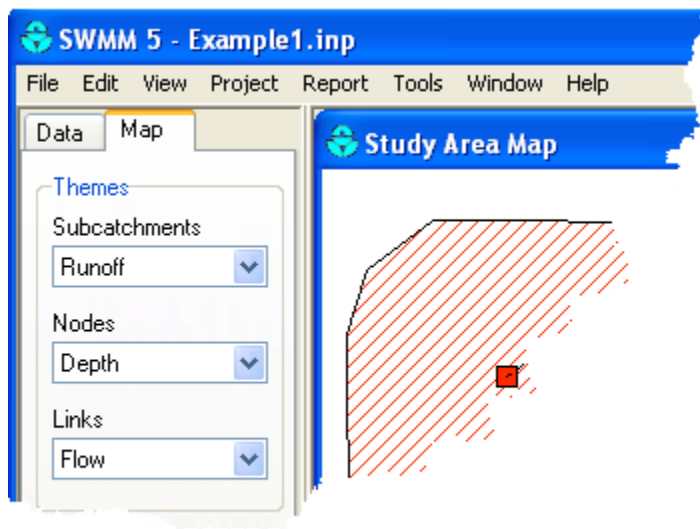 SWMM 5 - Example1.inp
File Edit View Project Report Tools Window Help
Data Map
Study Area Map
Themes
Subcatchments
Runoff
Nodes
Depth
Links
Flow